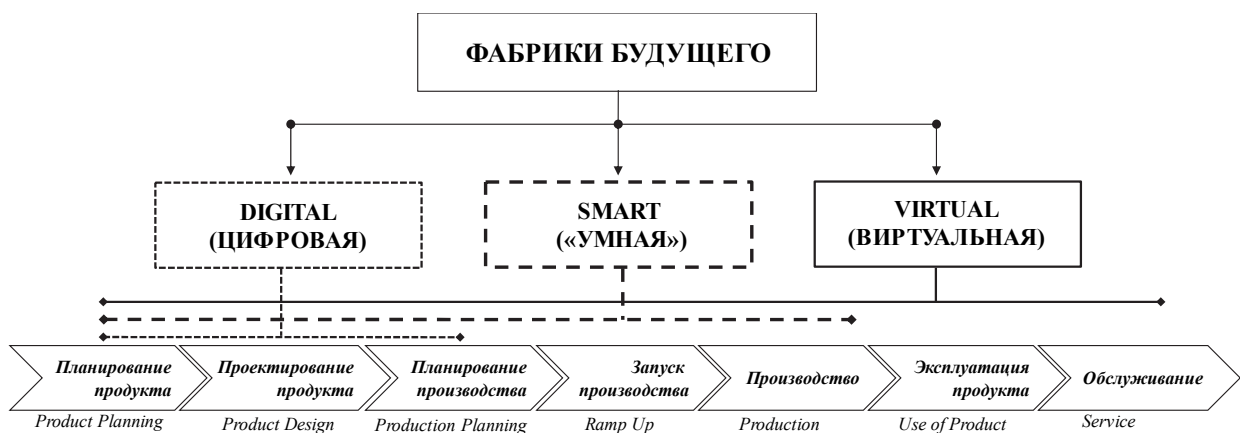 ФАБРИКИ БУДУЩЕГО
DIGITAL
(ЦИФРОВАЯ)
SMART
(«УМНАЯ»)
VIRTUAL
(ВИРТУАЛЬНАЯ)
Планирование
продукта
Проектирование
продукта
Планирование
производства
Запуск
производства
Производство
Эксплуатация
продукта
Обслуживание
Product Planning
Product Design
Production Planning
Ramp Up
Production
Use of Product
Service